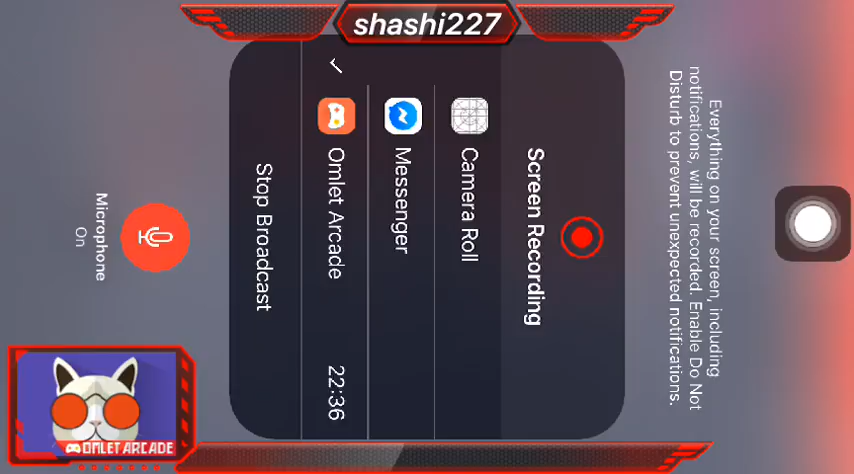 shashi227
Everything on your screen, including
notifications, will be recorded. Enable Do Not
Disturb to prevent unexpected notifications.
Screen Recording
Camera Roll
Messenger
Omlet Arcade 22:36
Stop Broadcast
Microphone
On
OMLET ARCADE